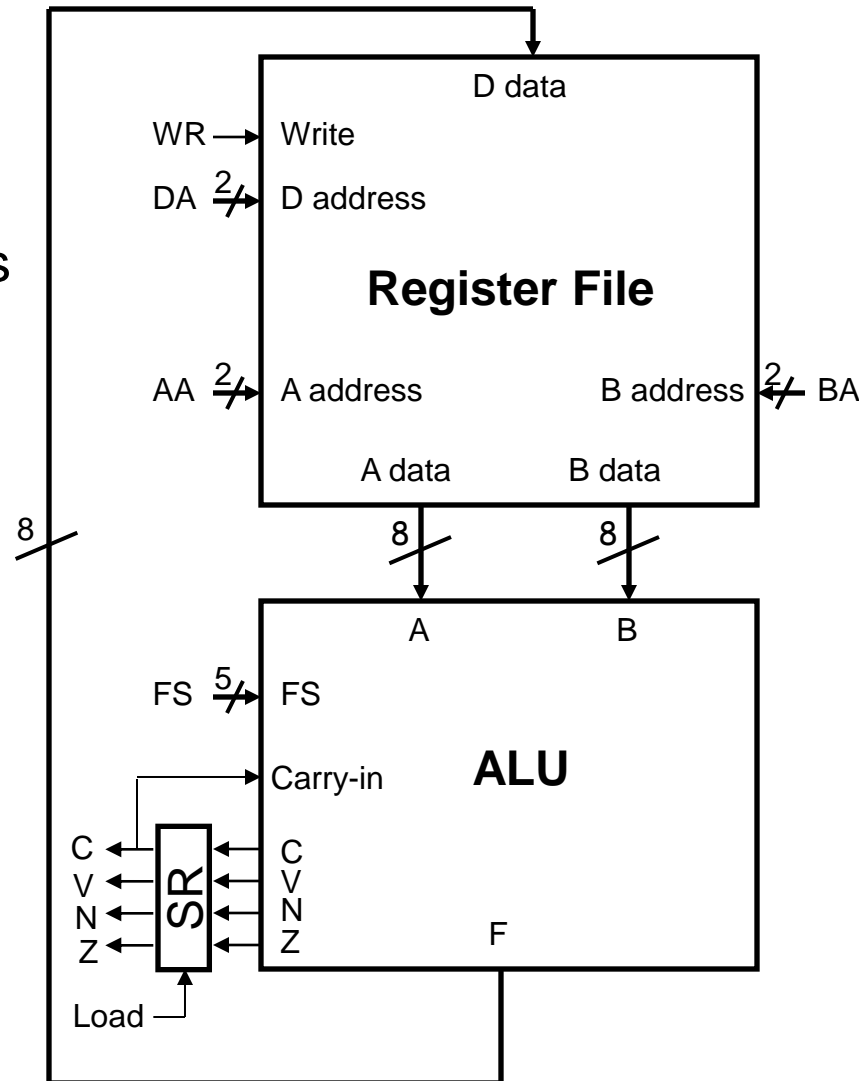 D data
WR Write
2
DA D address
s
Register File
2 2
AA A address B address BA
A data B data
8 8 8
A B
5
FS FS
ALU
Carry-in
C C
V V
N N
Z Z
SR
F
Load